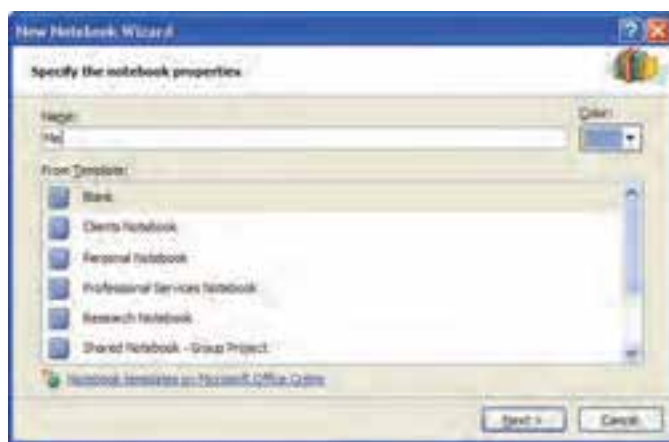 New Notebook Wizard
Specify the notebook properties
Name:
Color:
Me
From Template:
Blank
Clients Notebook
Personal Notebook
Professional Services Notebook
Research Notebook
Shared Notebook - Group Project
Notebook templates on Microsoft Office Online
Next >
Cancel